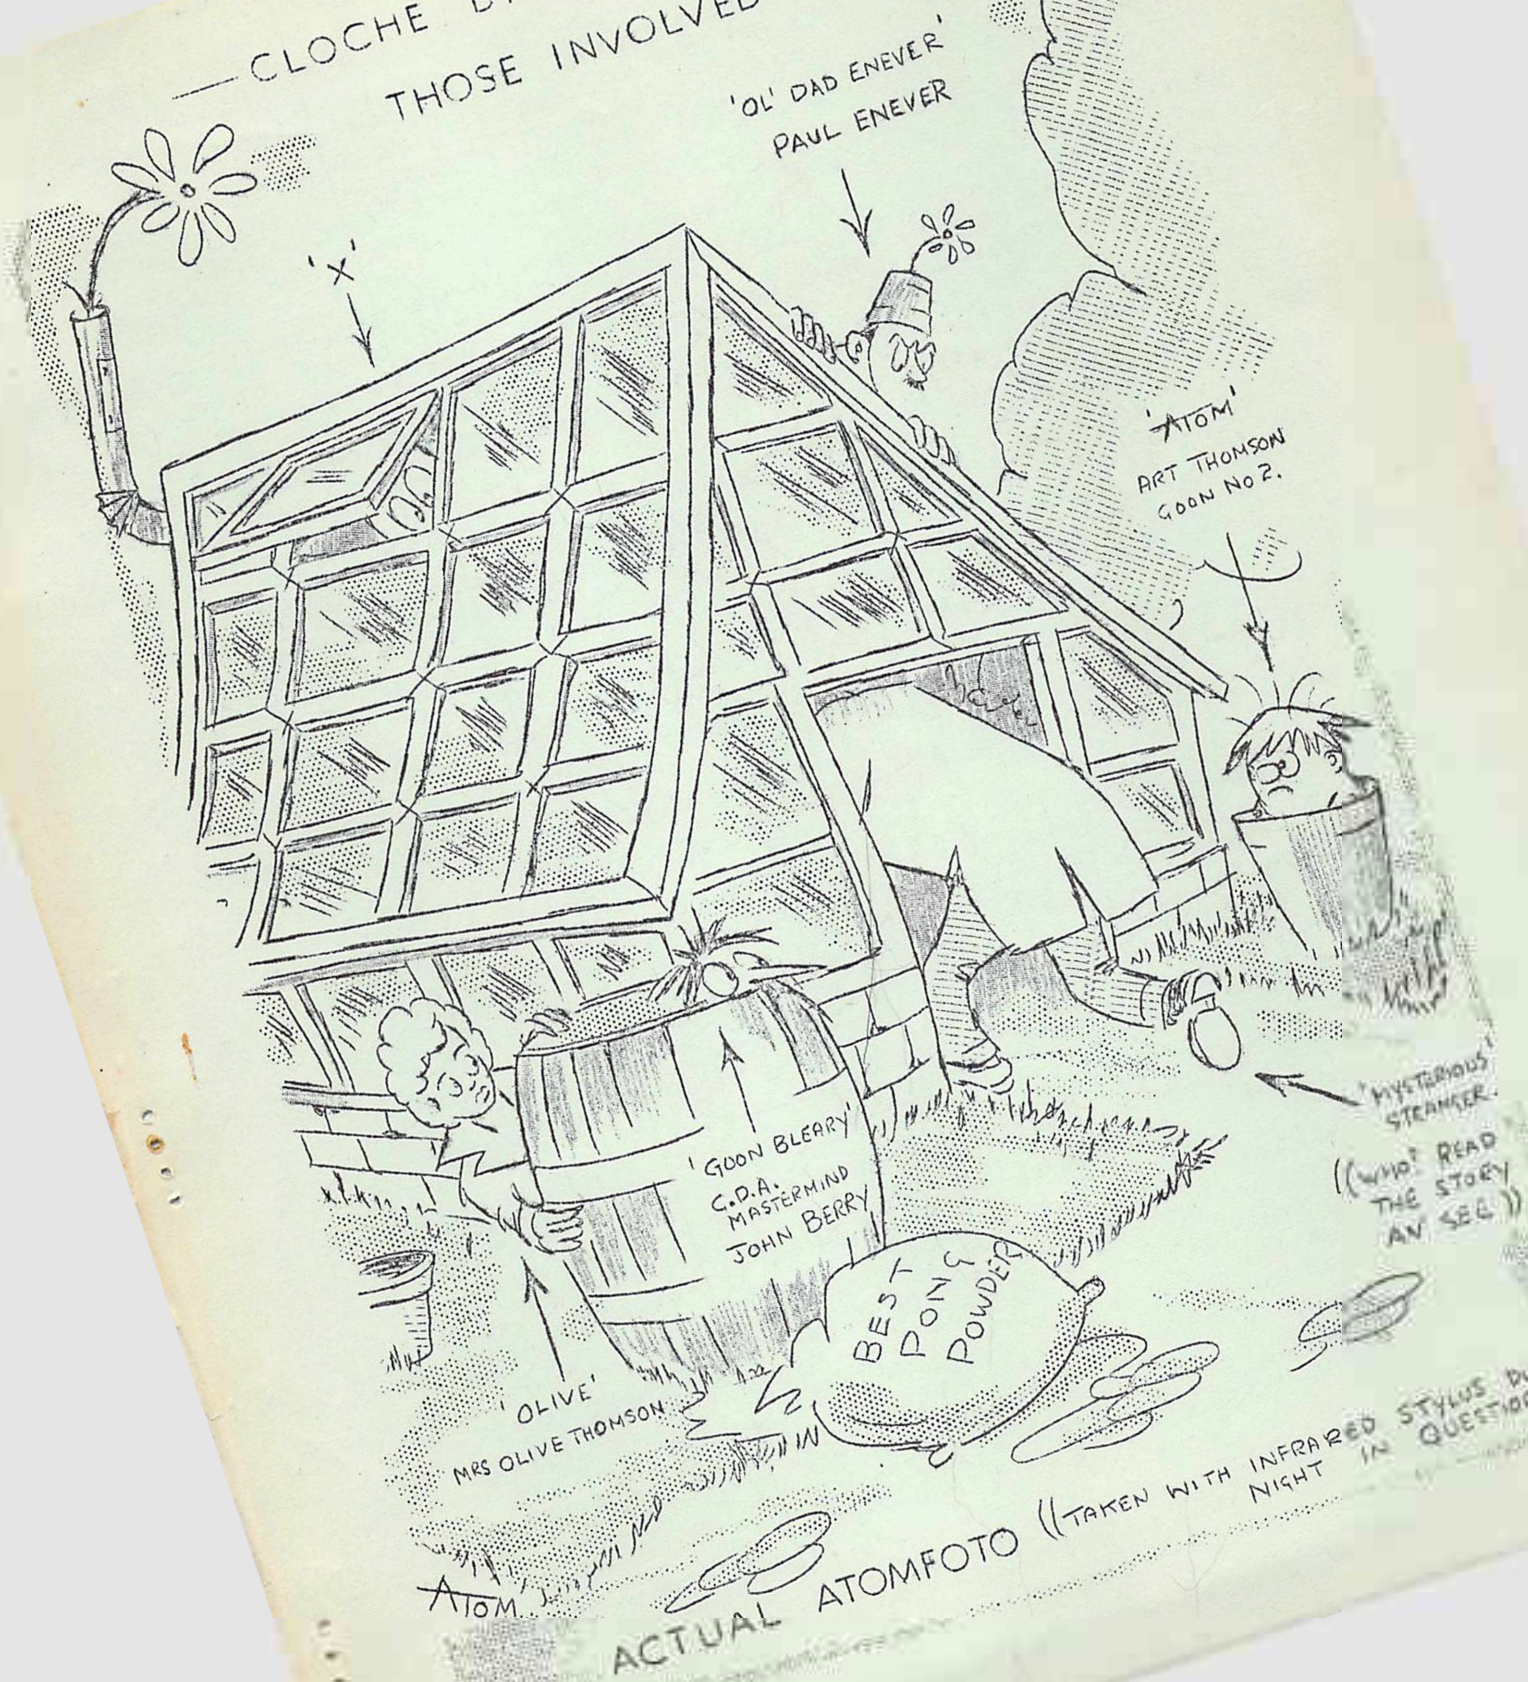 CLOCHE
THOSE INVOLVED
'OL' DAD ENEVER'
PAUL ENEVER
'X'
'ATOM'
ART THOMSON
GOON NO 2.
'MYSTERIOUS'
STRANGER.
((WHO? READ
THE STORY
AN SEE))
'GOON BLEARY'
C.D.A.
MASTERMIND
JOHN BERRY
BEST
PONG
POWDER
'OLIVE'
MRS OLIVE THOMSON
ACTUAL ATOMFOTO ((TAKEN WITH INFRARED STYLUS
NIGHT IN QUESTION
ATOM